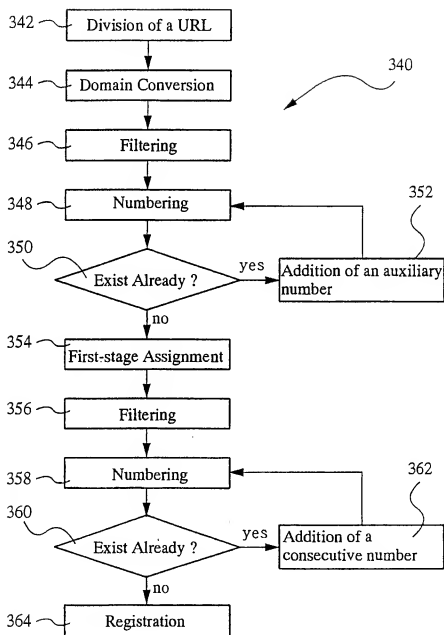 342
Division of a URL
344
Domain Conversion
340
346
Filtering
348
Numbering
352
350
Exist Already ?
yes
Addition of an auxiliary
number
no
354
First-stage Assignment
356
Filtering
358
Numbering
362
360
Exist Already ?
yes
Addition of a
consecutive number
no
364
Registration